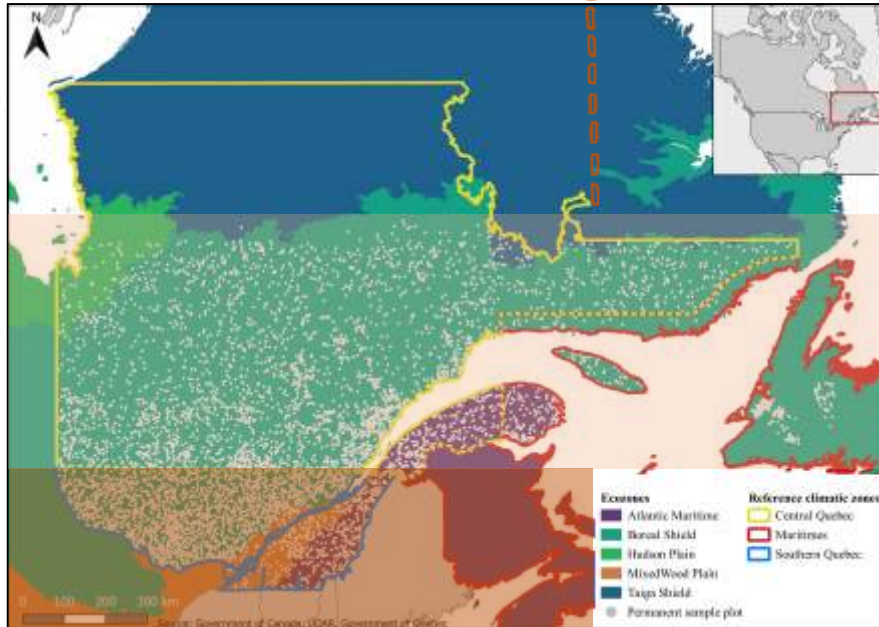 N
Ecozones
Atlantic Maritime
Boreal Shield
Hudson Plain
MixedWood Plain
Taiga Shield
Permanent sample plot
Reference climatic zones
Central Quebec
Maritimes
Southern Quebec
0 100 200 300 km
Source: Government of Canada, UDAR, Government of Quebec